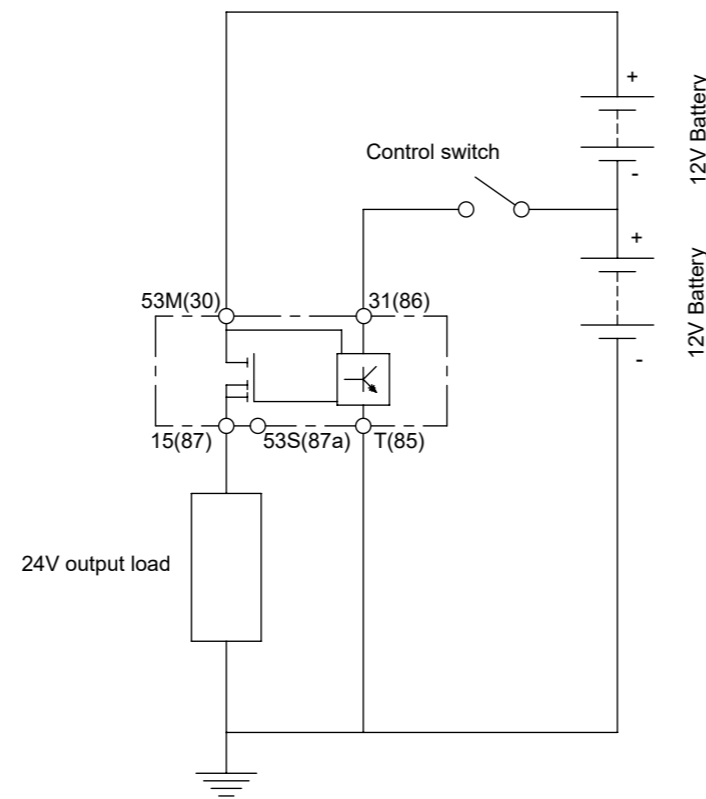 +
12V Battery
-
Control switch
+
12V Battery
-
53M(30)
31(86)
15(87)
53S(87a)
T(85)
24V output load